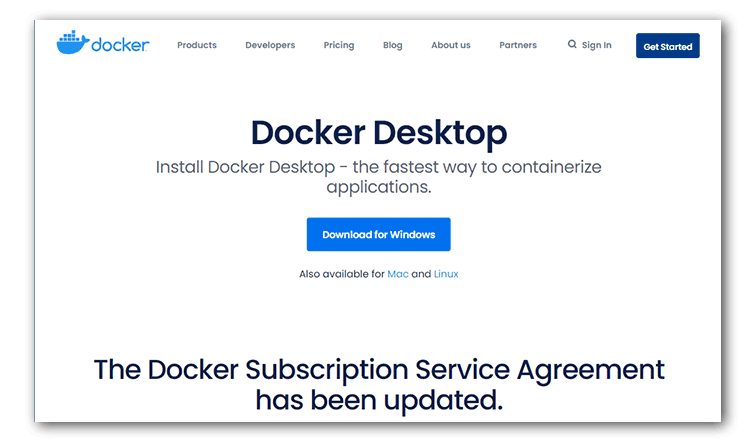 docker Products Developers Pricing Blog About us Partners Sign In Get Started
Docker Desktop
Install Docker Desktop - the fastest way to containerize
applications.
Download for Windows
Also available for Mac and Linux
The Docker Subscription Service Agreement
has been updated.